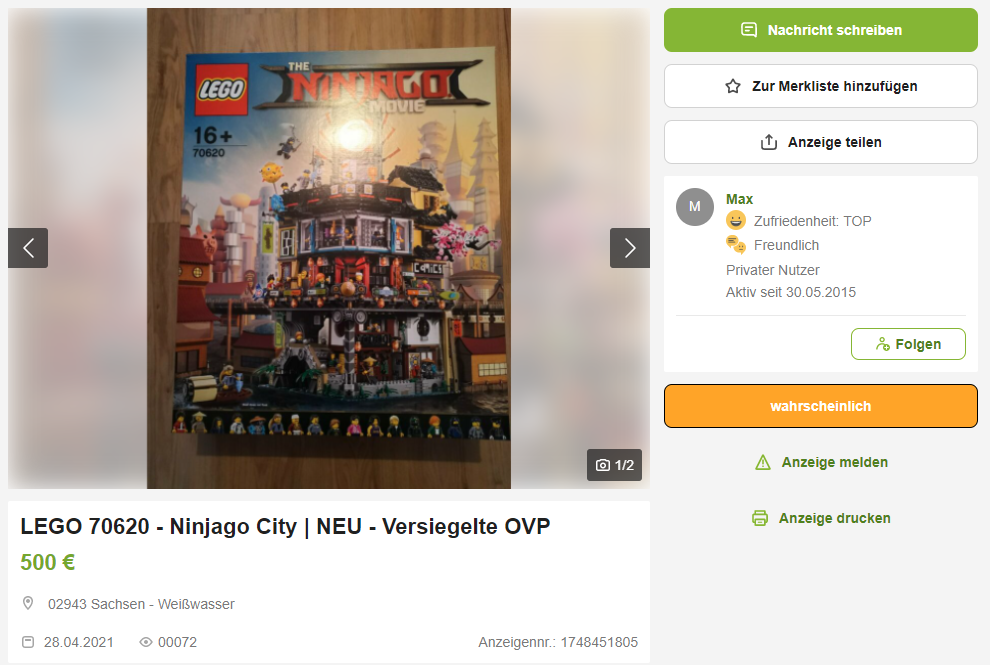 LEGO
THE
NINJAGO
MOVIE
16+
70620
COMICS
1/2
LEGO 70620 - Ninjago City | NEU - Versiegelte OVP
500 €
02943 Sachsen - Weißwasser
28.04.2021 00072 Anzeigennr.: 1748451805
Nachricht schreiben
Zur Merkliste hinzufügen
Anzeige teilen
M
Max
Zufriedenheit: TOP
Freundlich
Privater Nutzer
Aktiv seit 30.05.2015
Folgen
wahrscheinlich
Anzeige melden
Anzeige drucken